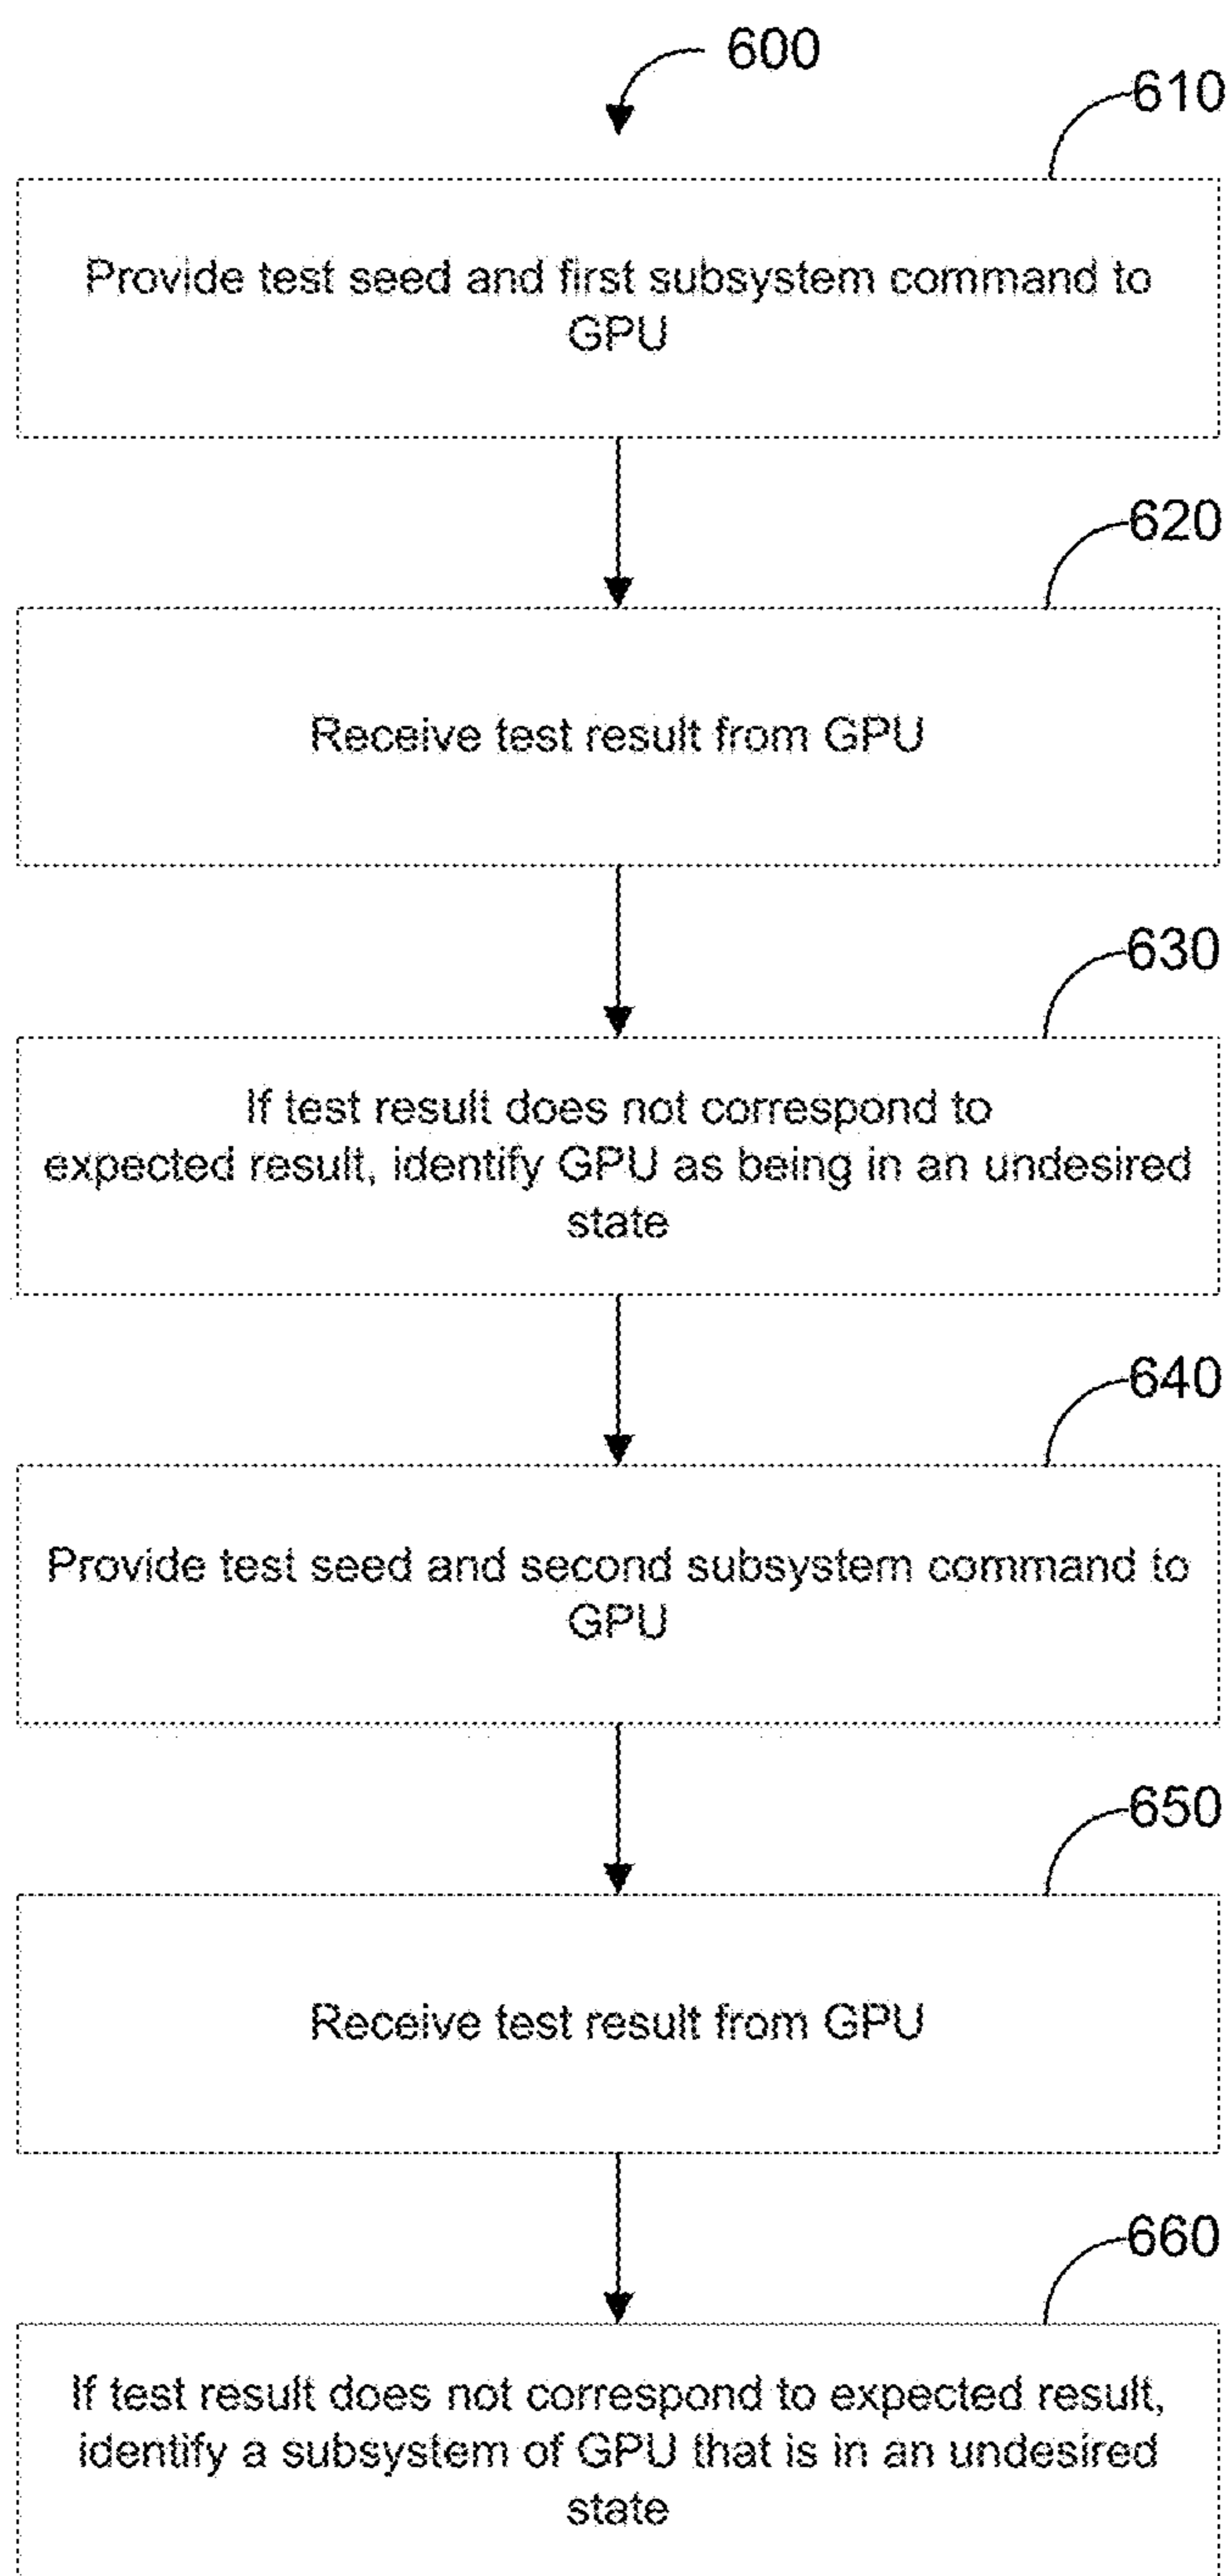 600
610
Provide test seed and first subsystem command to
GPU
620
Receive test result from GPU
630
If test result does not correspond to
expected result, identify GPU as being in an undesired
state
640
Provide test seed and second subsystem command to
GPU
650
Receive test result from GPU
660
If test result does not correspond to expected result,
identify a subsystem of GPU that is in an undesired
state